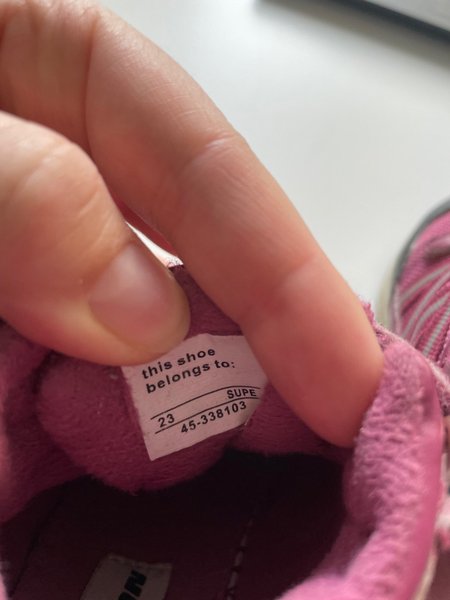 this shoe
belongs to:
23 SUPE
45-338103